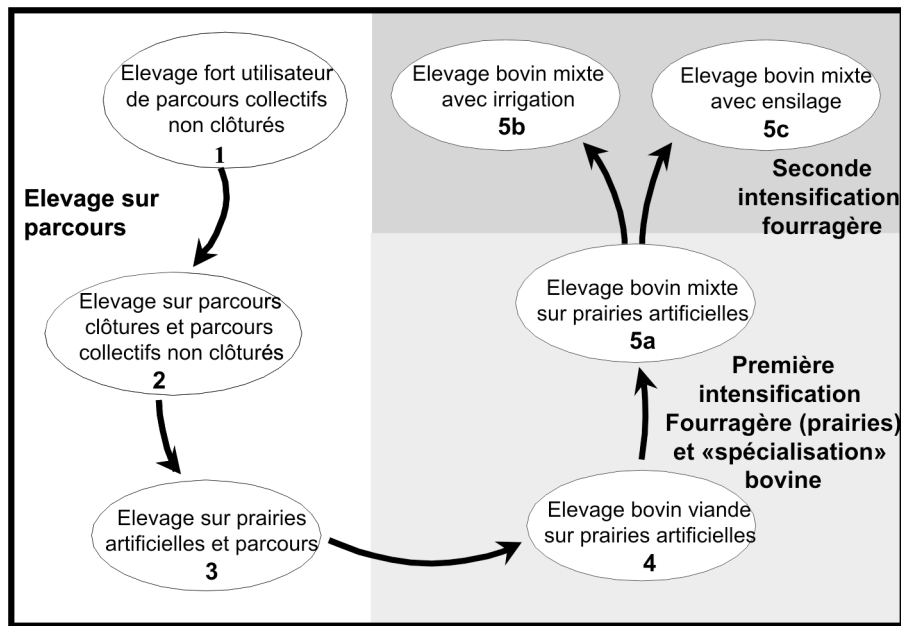 Elevage fort utilisateur
de parcours collectifs
non clôturés
1
Elevage sur
parcours
Elevage sur parcours
clôtures et parcours
collectifs non clôturés
2
Elevage sur prairies
artificielles et parcours
3
Elevage bovin mixte
avec irrigation
5b
Elevage bovin mixte
avec ensilage
5c
Seconde
intensification
fourragère
Elevage bovin mixte
sur prairies artificielles
5a
Première
intensification
Fourragère (prairies)
et «spécialisation»
bovine
Elevage bovin viande
sur prairies artificielles
4